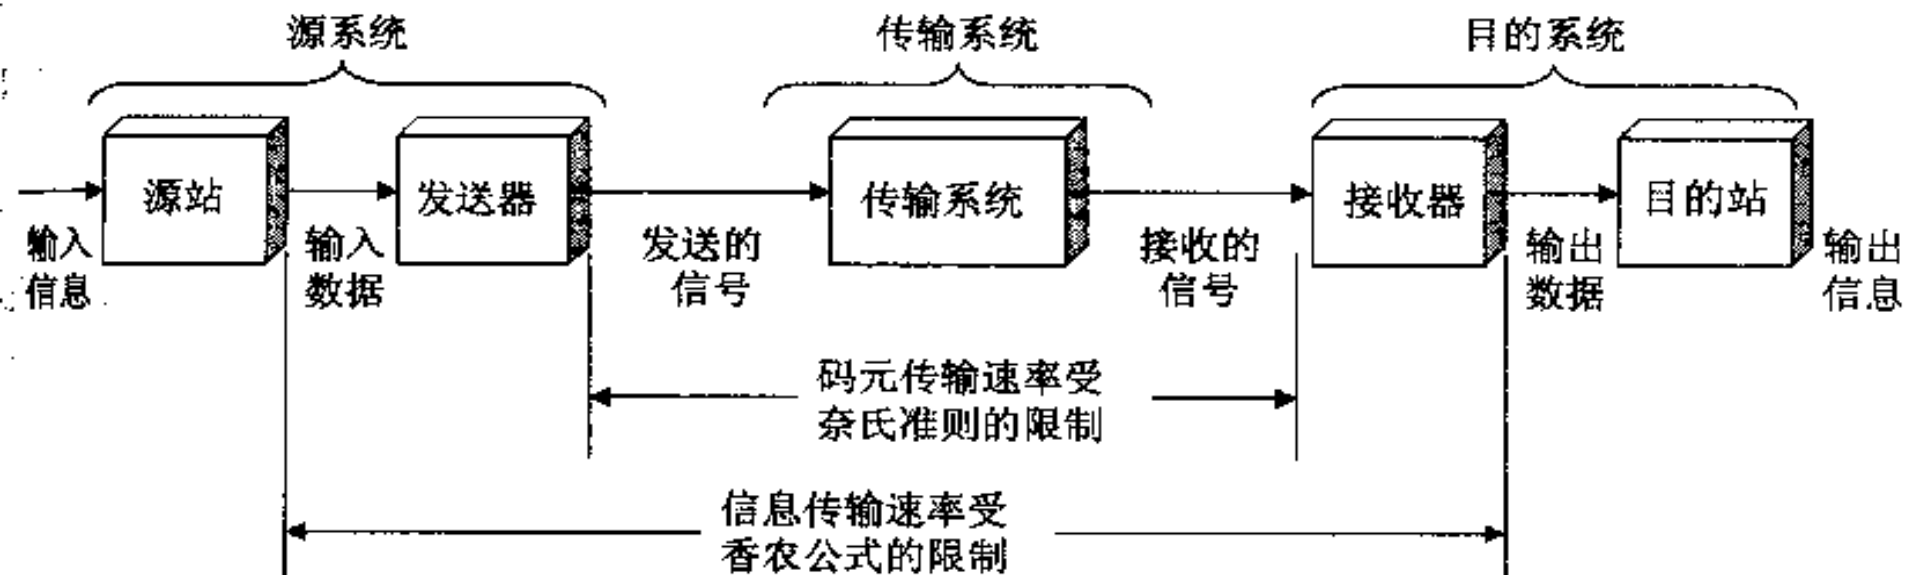 源系统
传输系统
目的系统
源站
发送器
传输系统
接收器
目的站
输入
信息
输入
数据
发送的
信号
接收的
信号
输出
数据
输出
信息
码元传输速率受
奈氏准则的限制
信息传输速率受
香农公式的限制